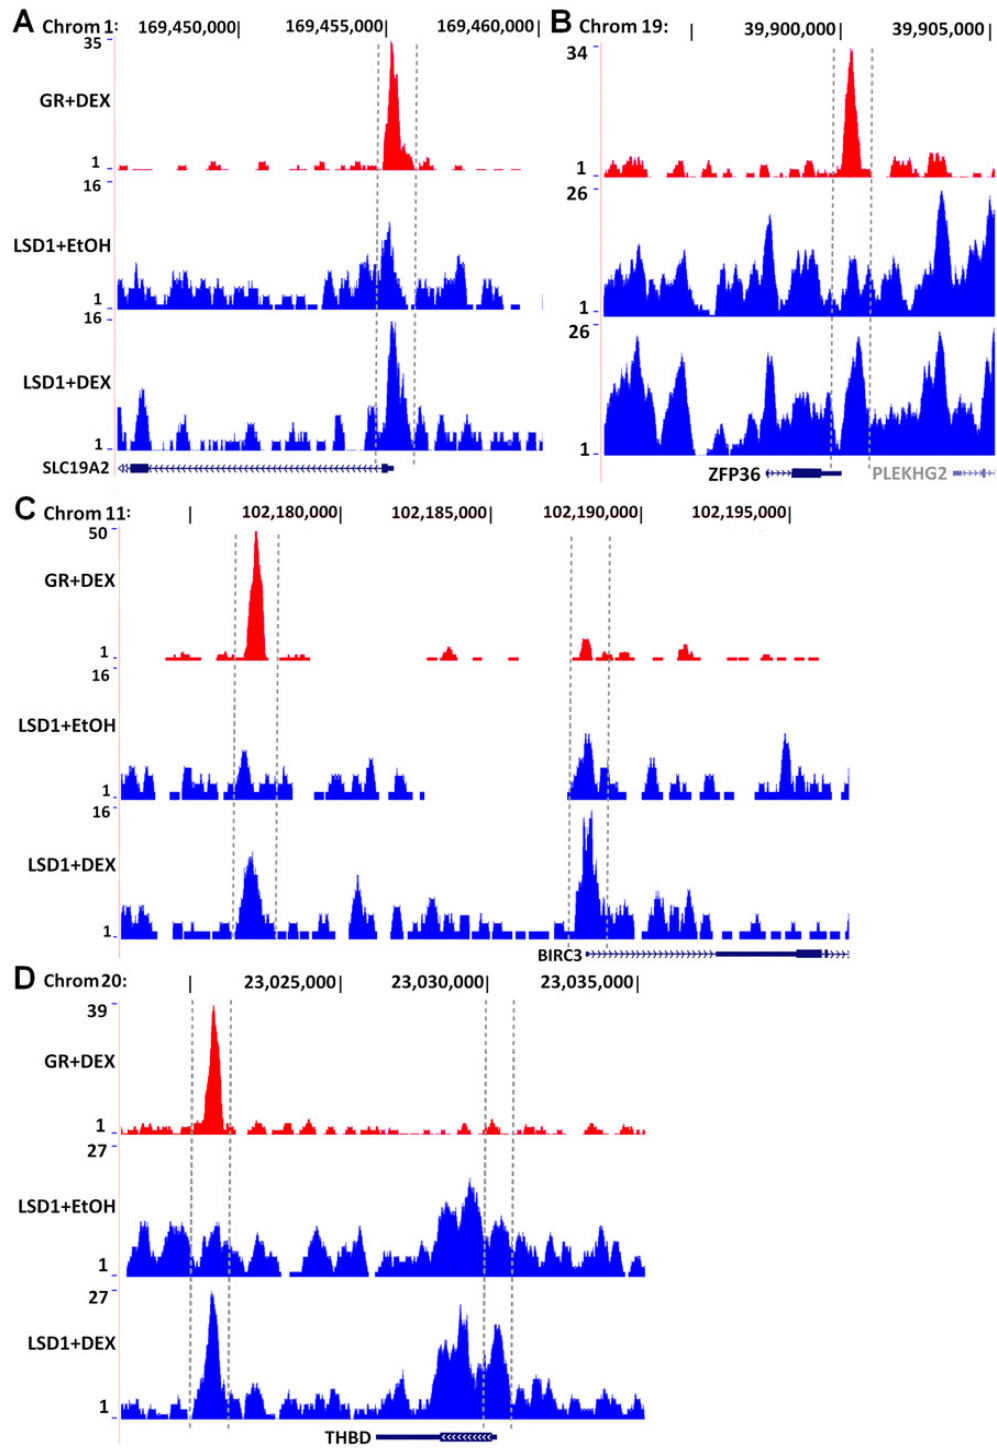 A Chrom 1: 169,450,000| 169,455,000| 169,460,000|
35
GR+DEX
1
16
LSD1+EtOH
1
16
LSD1+DEX
1
SLC19A2
B Chrom 19: | 39,900,000| 39,905,000|
34
1
26
1
26
1
ZFP36 PLEKHG2
C Chrom 11: | 102,180,000| 102,185,000| 102,190,000| 102,195,000|
50
GR+DEX
1
16
LSD1+EtOH
1
16
LSD1+DEX
1
BIRC3
D Chrom20: | 23,025,000| 23,030,000| 23,035,000|
39
GR+DEX
1
27
LSD1+EtOH
1
27
LSD1+DEX
1
THBD